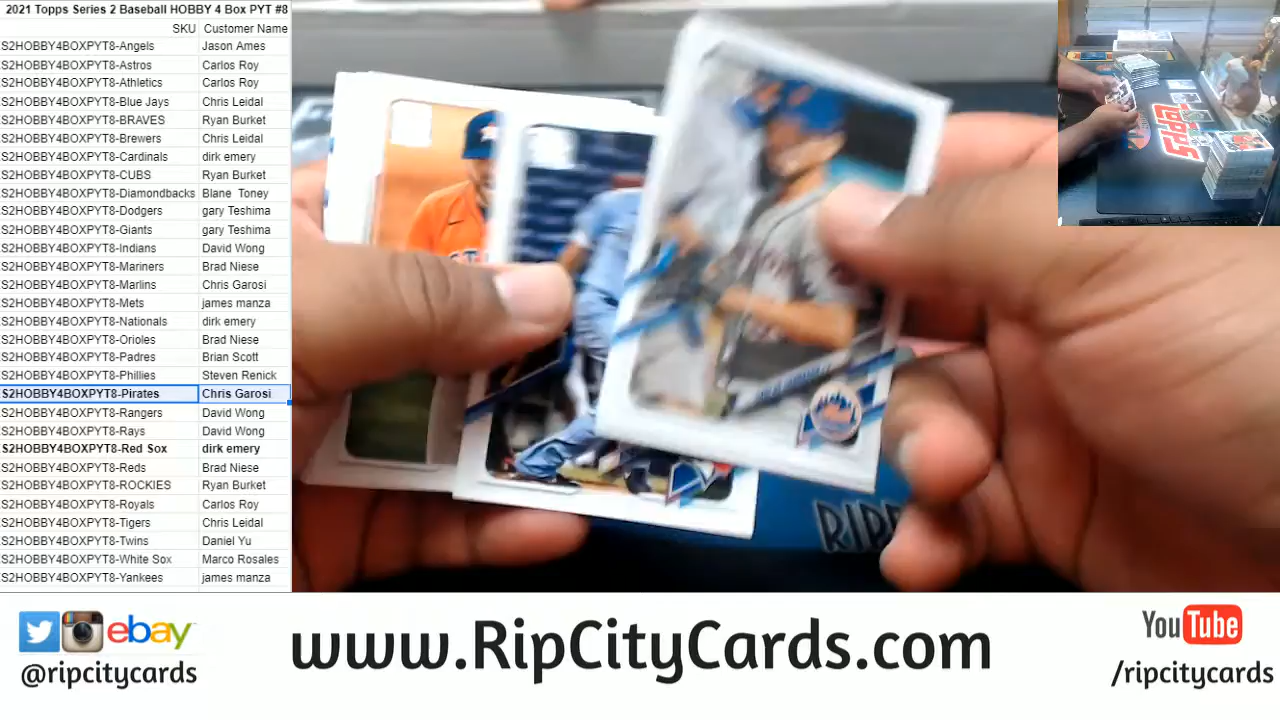 2021 Topps Series 2 Baseball HOBBY 4 Box PYT #8
SKU Customer Name
S2HOBBY4BOXPYT8-Angels Jason Ames
S2HOBBY4BOXPYT8-Astros Carlos Roy
S2HOBBY4BOXPYT8-Athletics Carlos Roy
S2HOBBY4BOXPYT8-Blue Jays Chris Leidal
S2HOBBY4BOXPYT8-BRAVES Ryan Burket
S2HOBBY4BOXPYT8-Brewers Chris Leidal
S2HOBBY4BOXPYT8-Cardinals dirk emery
S2HOBBY4BOXPYT8-CUBS Ryan Burket
S2HOBBY4BOXPYT8-Diamondbacks Blane Toney
S2HOBBY4BOXPYT8-Dodgers gary Teshima
S2HOBBY4BOXPYT8-Giants gary Teshima
S2HOBBY4BOXPYT8-Indians David Wong
S2HOBBY4BOXPYT8-Mariners Brad Niese
S2HOBBY4BOXPYT8-Marlins Chris Garosi
S2HOBBY4BOXPYT8-Mets james manza
S2HOBBY4BOXPYT8-Nationals dirk emery
S2HOBBY4BOXPYT8-Orioles Brad Niese
S2HOBBY4BOXPYT8-Padres Brian Scott
S2HOBBY4BOXPYT8-Phillies Steven Renick
S2HOBBY4BOXPYT8-Pirates Chris Garosi
S2HOBBY4BOXPYT8-Rangers David Wong
S2HOBBY4BOXPYT8-Rays David Wong
S2HOBBY4BOXPYT8-Red Sox dirk emery
S2HOBBY4BOXPYT8-Reds Brad Niese
S2HOBBY4BOXPYT8-ROCKIES Ryan Burket
S2HOBBY4BOXPYT8-Royals Carlos Roy
S2HOBBY4BOXPYT8-Tigers Chris Leidal
S2HOBBY4BOXPYT8-Twins Daniel Yu
S2HOBBY4BOXPYT8-White Sox Marco Rosales
S2HOBBY4BOXPYT8-Yankees james manza
Topps
METS
RIP
ebay
@ripcitycards
www.RipCityCards.com
YouTube
/ripcitycards